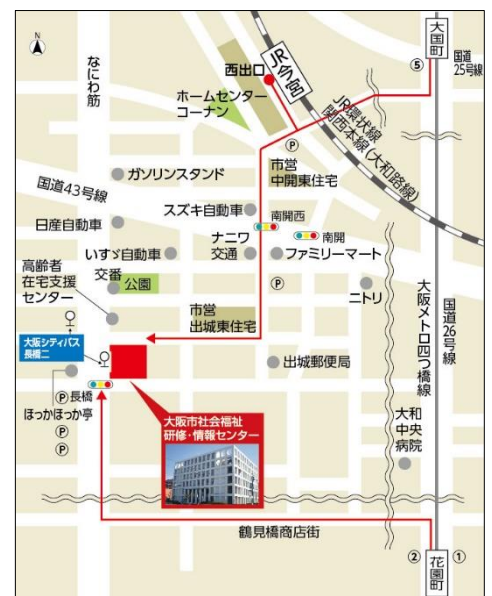 N
大国町
⑤
国道
25号線
JR今宮
西出口
なにわ筋
ホームセンター
コーナン
JR環状線
関西本線(大和路線)
Ⓟ
ガソリンスタンド
市営
中開東住宅
国道43号線
スズキ自動車
南開西
南開
日産自動車
いすゞ自動車
ナニワ
交通
ファミリーマート
高齢者
在宅支援
センター
交番
公園
Ⓟ
ニトリ
市営
出城東住宅
大阪メトロ四つ橋線
国道26号線
大阪シティバス
長橋二
出城郵便局
Ⓟ
長橋
ほっかほっか亭
Ⓟ
Ⓟ
大阪市社会福祉
研修・情報センター
大和
中央
病院
鶴見橋商店街
②
花園町
①